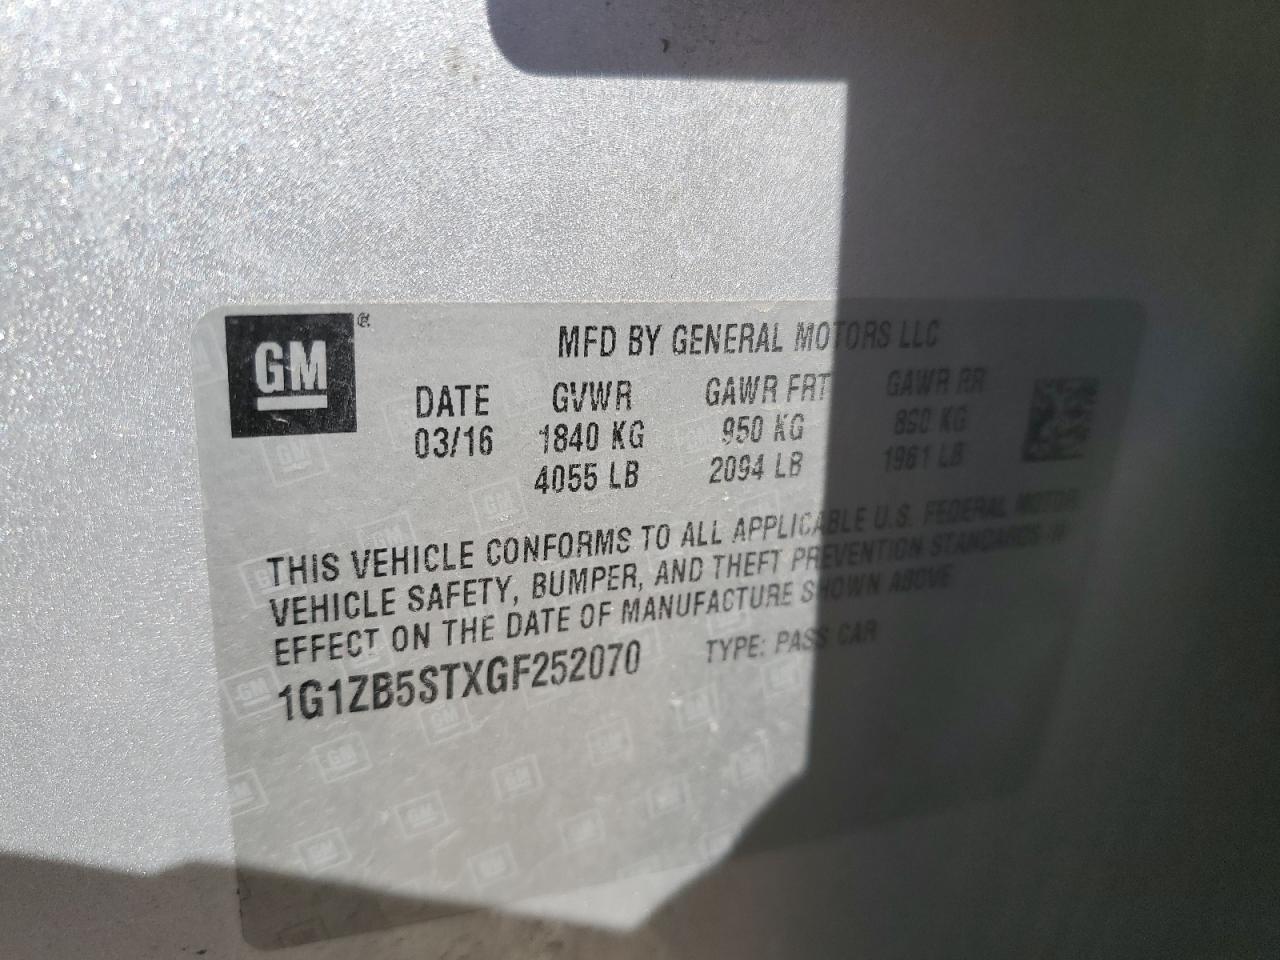 GM ®
MFD BY GENERAL MOTORS LLC
DATE GVWR GAWR FRT GAWR RR
03/16 1840 KG 950 KG 890 KG
4055 LB 2094 LB 1961 LB
THIS VEHICLE CONFORMS TO ALL APPLICABLE U.S. FEDERAL MOTOR
VEHICLE SAFETY, BUMPER, AND THEFT PREVENTION STANDARDS IN
EFFECT ON THE DATE OF MANUFACTURE SHOWN ABOVE
1G1ZB5STXGF252070 TYPE: PASS CAR